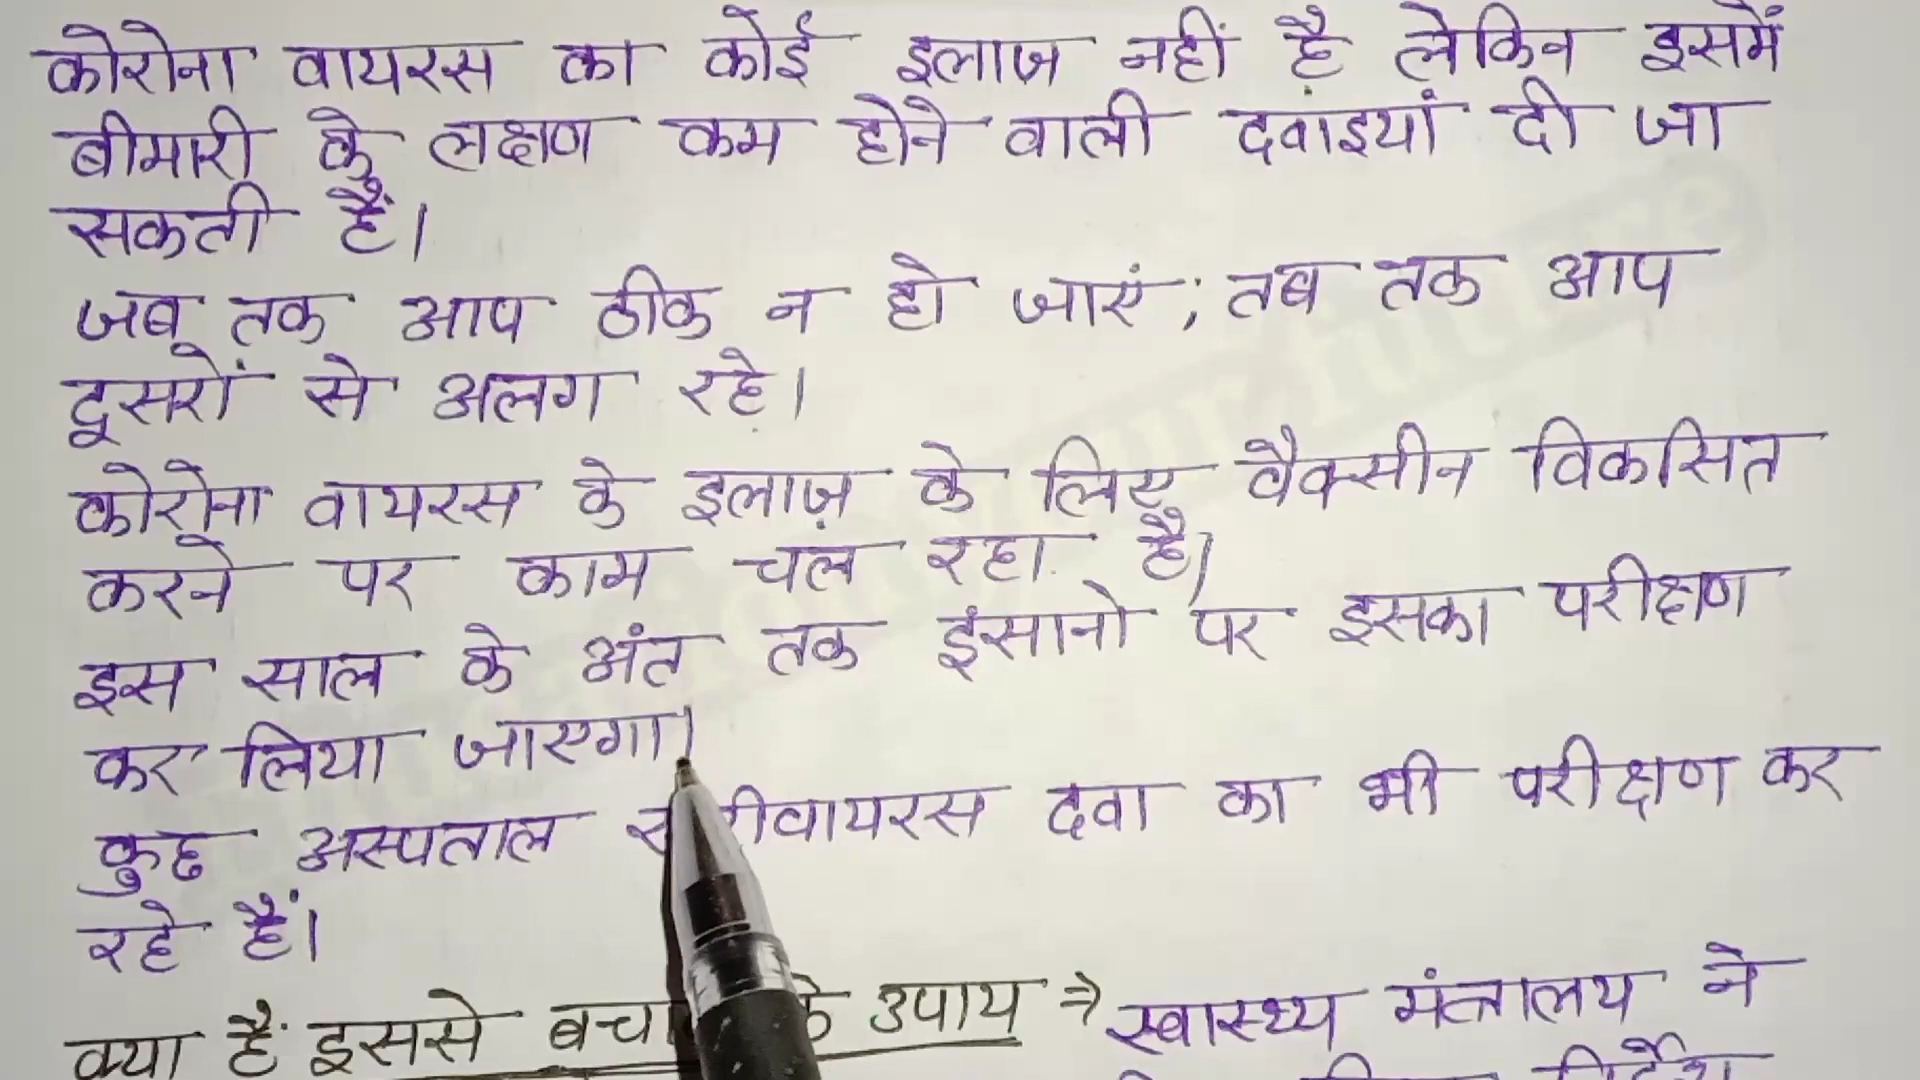 कोरोना वायरस का कोई इलाज नहीं है लेकिन इसमें
बीमारी के लक्षण कम होने वाली दवाइयां दी जा
सकती हैं।
जब तक आप ठीक न हो जाएं, तब तक आप
दूसरों से अलग रहे।
कोरोना वायरस के इलाज़ के लिए वैक्सीन विकसित
करने पर काम चल रहा है।
इस साल के अंत तक इंसानो पर इसका परीक्षण
कर लिया जाएगा।
कुछ अस्पताल दवा का भी परीक्षण कर
रहे हैं।
क्या है इससे के उपाय ⇒ स्वास्थ्य मंत्रालय ने